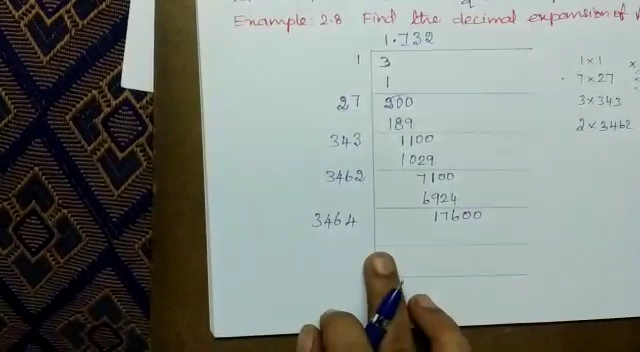 Example: 2.8 Find the decimal expansion of
1.732
1 3
1
27 200
189
343 1100
1029
3462 7100
6924
3464 17600
1 x 1
7 x 27
3 x 343
2 x 3462